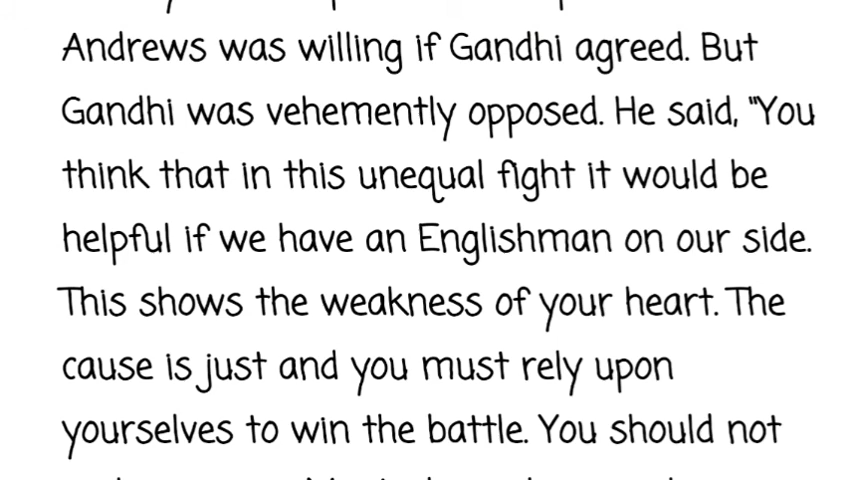 Andrews was willing if Gandhi agreed. But
Gandhi was vehemently opposed. He said, "You
think that in this unequal fight it would be
helpful if we have an Englishman on our side.
This shows the weakness of your heart. The
cause is just and you must rely upon
yourselves to win the battle. You should not